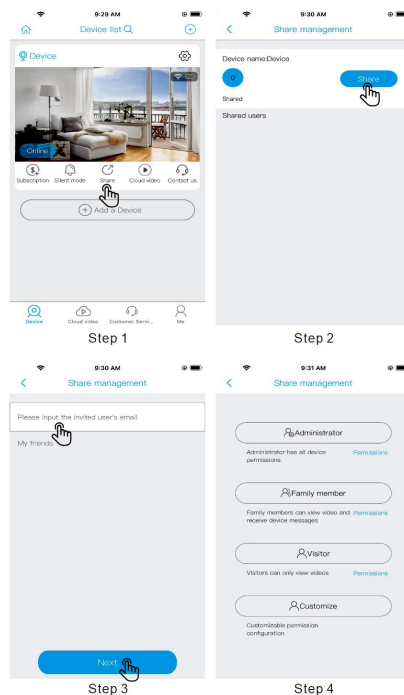 9:29 AM
Device list
Device
Online
Subscription Silent mode Share Cloud video Contact us
Add a Device
Device Cloud video Customer Servi... Me
Step 1
9:30 AM
Share management
Device name:Device
0 Share
Shared
Shared users
Step 2
9:30 AM
Share management
Please input the invited user's email
My friends
Next
Step 3
9:31 AM
Share management
Administrator
Administrator has all device Permissions
permissions
Family member
Family members can view video and Permissions
receive device messages
Visitor
Visitors can only view videos Permissions
Customize
Customizable permission
configuration
Step 4